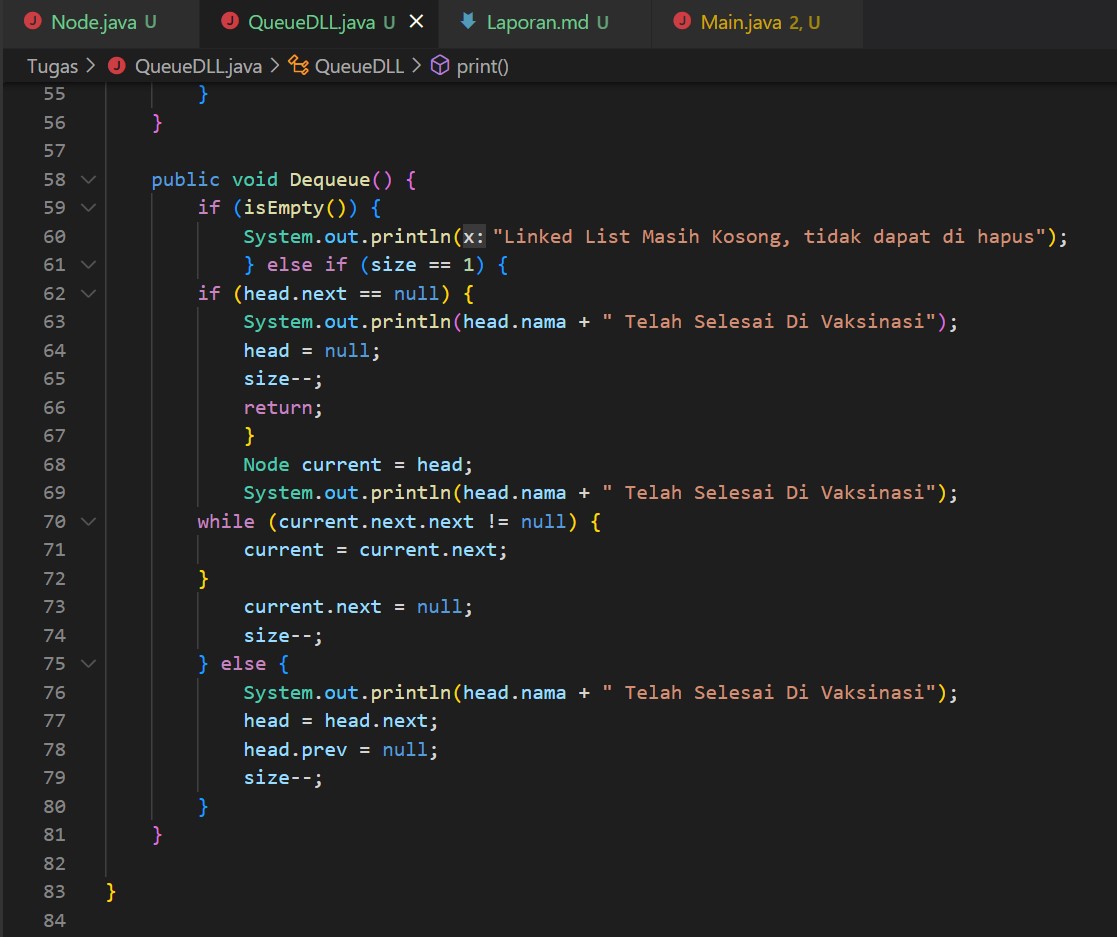 Node.java U QueueDLL.java U Laporan.md U Main.java 2, U
Tugas > QueueDLL.java > QueueDLL > print()
55 }
56 }
57
58 public void Dequeue() {
59 if (isEmpty()) {
60 System.out.println(x: "Linked List Masih Kosong, tidak dapat di hapus");
61 } else if (size == 1) {
62 if (head.next == null) {
63 System.out.println(head.nama + " Telah Selesai Di Vaksinasi");
64 head = null;
65 size--;
66 return;
67 }
68 Node current = head;
69 System.out.println(head.nama + " Telah Selesai Di Vaksinasi");
70 while (current.next.next != null) {
71 current = current.next;
72 }
73 current.next = null;
74 size--;
75 } else {
76 System.out.println(head.nama + " Telah Selesai Di Vaksinasi");
77 head = head.next;
78 head.prev = null;
79 size--;
80 }
81 }
82
83 }
84